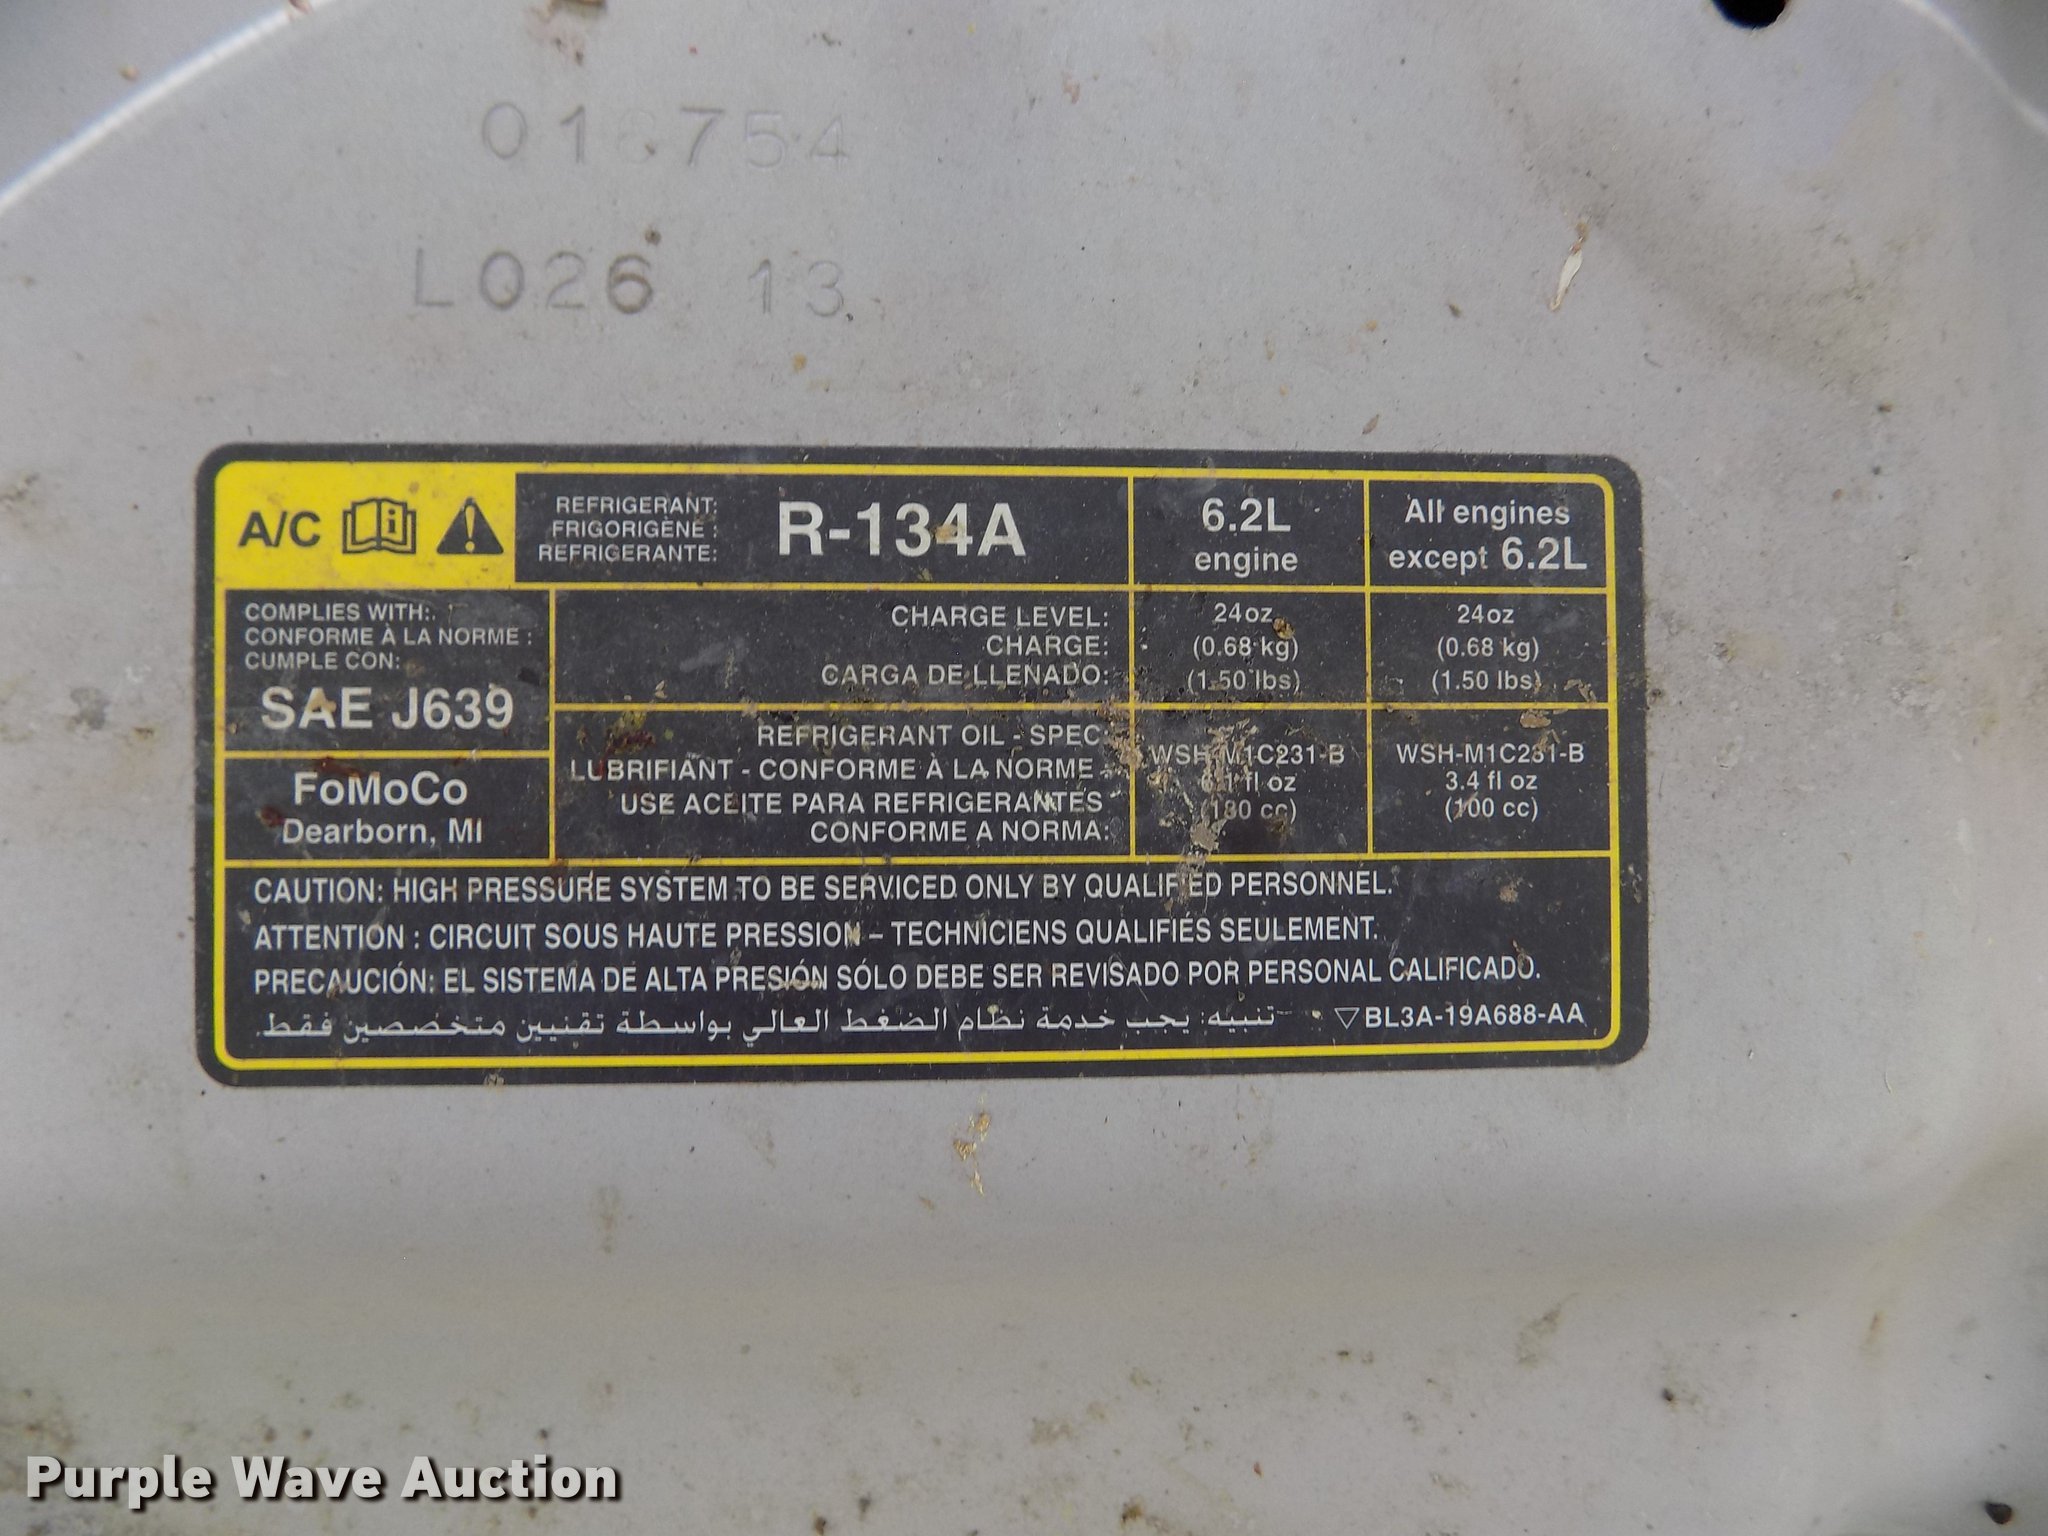 754
L026 13
A/C
REFRIGERANT:
FRIGORIGÈNE :
REFRIGERANTE:
R-134A
6.2L
engine
All engines
except 6.2L
COMPLIES WITH:
CONFORME À LA NORME :
CUMPLE CON:
SAE J639
CHARGE LEVEL:
CHARGE:
CARGA DE LLENADO:
24oz
(0.68 kg)
(1.50 lbs)
24oz
(0.68 kg)
(1.50 lbs)
FoMoCo
Dearborn, MI
REFRIGERANT OIL - SPEC
LUBRIFIANT - CONFORME À LA NORME -
USE ACEITE PARA REFRIGERANTES
CONFORME A NORMA:
WSH-M1C231-B
6.1 fl oz
(180 cc)
WSH-M1C231-B
3.4 fl oz
(100 cc)
CAUTION: HIGH PRESSURE SYSTEM TO BE SERVICED ONLY BY QUALIFIED PERSONNEL.
ATTENTION : CIRCUIT SOUS HAUTE PRESSION – TECHNICIENS QUALIFIÉS SEULEMENT.
PRECAUCIÓN: EL SISTEMA DE ALTA PRESIÓN SÓLO DEBE SER REVISADO POR PERSONAL CALIFICADO.
تنبيه: يجب خدمة نظام الضغط العالي بواسطة تقنيين متخصصين فقط.
▽BL3A-19A688-AA
Purple Wave Auction